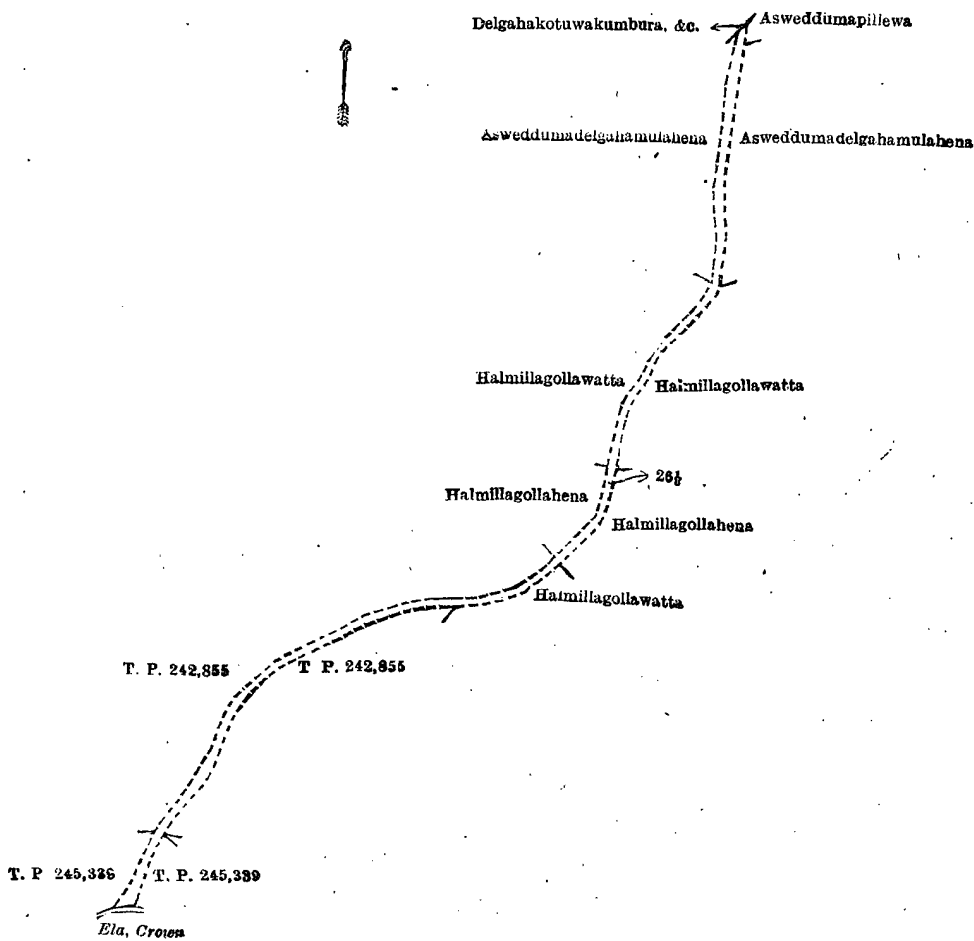 Delgahakotuwakumbura, &c.
Asweddumapillewa
Asweddumadelgahamulahena
Asweddumadelgahamulahena
Halmillagollawatta
Halmillagollawatta
26½
Halmillagollahena
Halmillagollahena
Halmillagollawatta
T. P. 242,855
T P. 242,855
T. P 245,336
T. P. 245,339
Ela, Crown